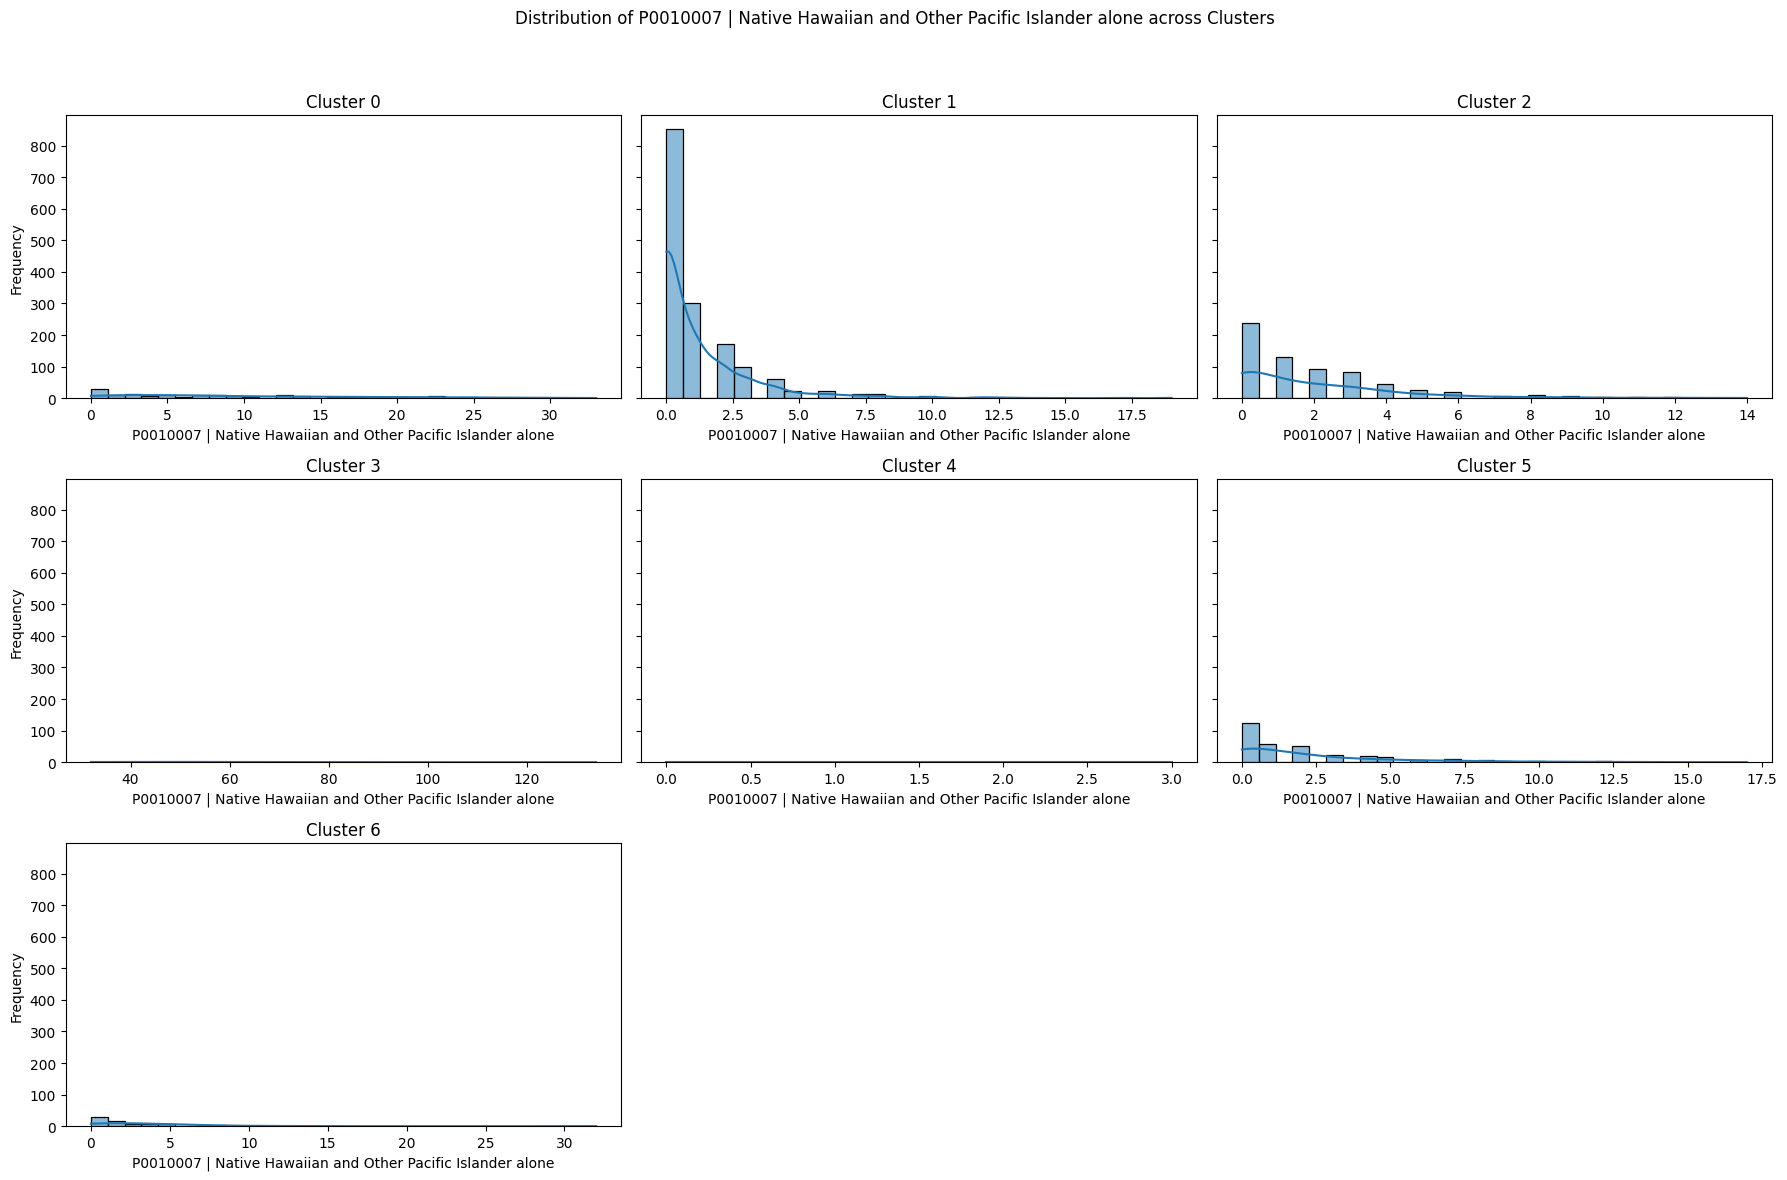 Distribution of P0010007 | Native Hawaiian and Other Pacific Islander alone across Clusters
Cluster 0
Cluster 1
Cluster 2
Frequency
800
700
600
500
400
300
200
100
0
0 5 10 15 20 25 30
0.0 2.5 5.0 7.5 10.0 12.5 15.0 17.5
0 2 4 6 8 10 12 14
P0010007 | Native Hawaiian and Other Pacific Islander alone
P0010007 | Native Hawaiian and Other Pacific Islander alone
P0010007 | Native Hawaiian and Other Pacific Islander alone
Cluster 3
Cluster 4
Cluster 5
Frequency
800
700
600
500
400
300
200
100
0
40 60 80 100 120
0.0 0.5 1.0 1.5 2.0 2.5 3.0
0.0 2.5 5.0 7.5 10.0 12.5 15.0 17.5
P0010007 | Native Hawaiian and Other Pacific Islander alone
P0010007 | Native Hawaiian and Other Pacific Islander alone
P0010007 | Native Hawaiian and Other Pacific Islander alone
Cluster 6
Frequency
800
700
600
500
400
300
200
100
0
0 5 10 15 20 25 30
P0010007 | Native Hawaiian and Other Pacific Islander alone